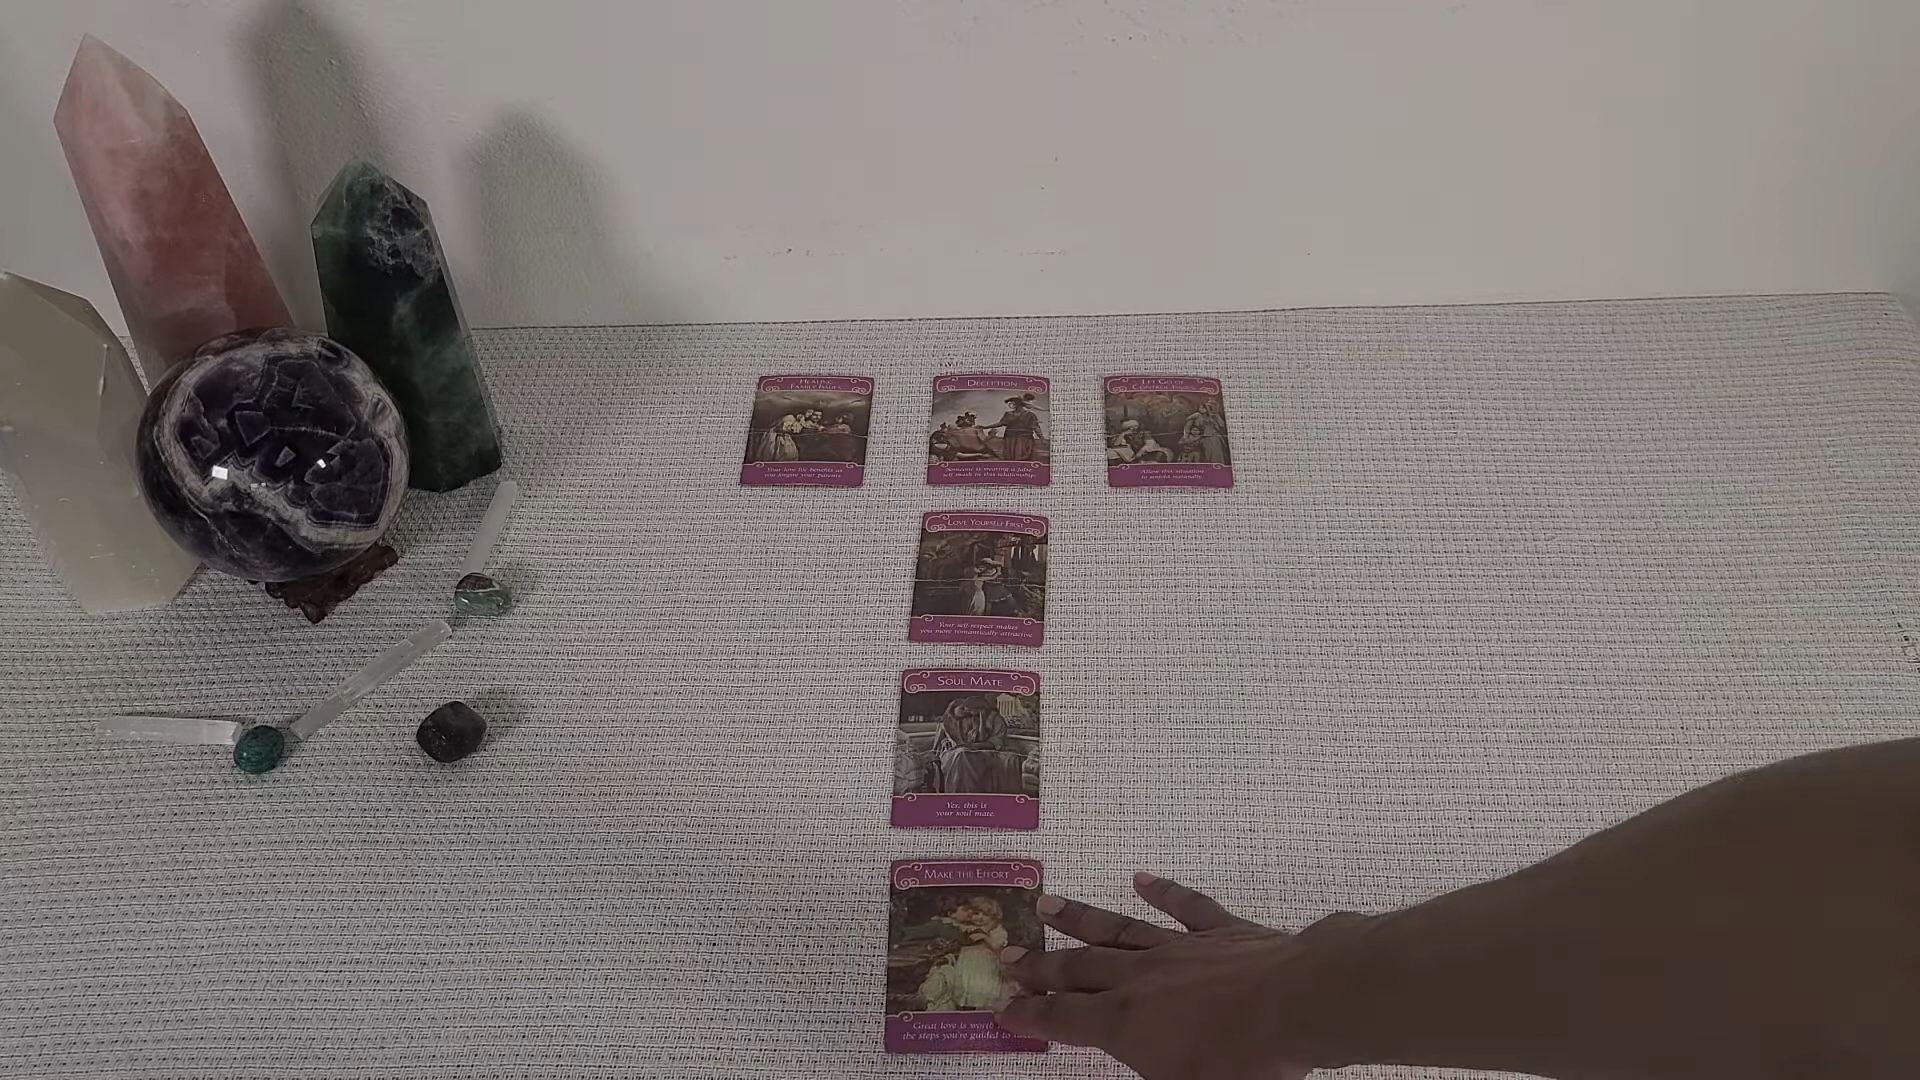 Healing
Family Issues
Your love life benefits as
you forgive your parents.
Deception
Someone is wearing a false
self mask in this relationship.
Let Go of
Control Issues
Allow this situation
to unfold naturally.
Love Yourself First
Your self-respect makes
you more romantically attractive.
Soul Mate
Yes, this is
your soul mate.
Make the Effort
Great love is worth
the steps you're guided to